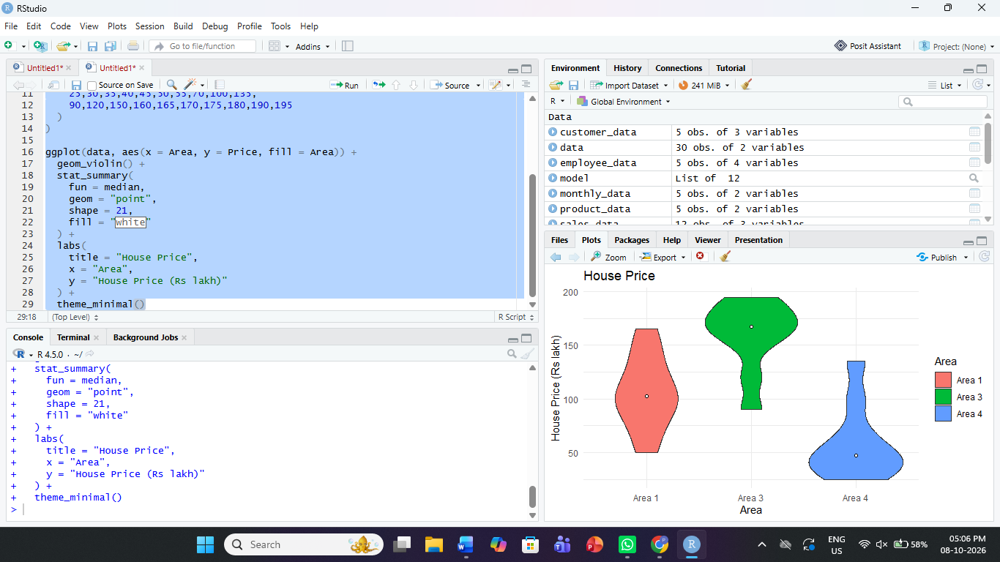 RStudio
File Edit Code View Plots Session Build Debug Profile Tools Help
Go to file/function Addins Posit Assistant Project: (None)
Untitled1* Untitled1*
Source on Save Run Source
11 25,30,35,40,45,50,55,70,100,135,
12 90,120,150,160,165,170,175,180,190,195
13 )
14 )
15
16 ggplot(data, aes(x = Area, y = Price, fill = Area)) +
17 geom_violin() +
18 stat_summary(
19 fun = median,
20 geom = "point",
21 shape = 21,
22 fill = "white"
23 ) +
24 labs(
25 title = "House Price",
26 x = "Area",
27 y = "House Price (Rs lakh)"
28 ) +
29 theme_minimal()
29:18 (Top Level) R Script
Console Terminal Background Jobs
R 4.5.0 · ~/
+ stat_summary(
+ fun = median,
+ geom = "point",
+ shape = 21,
+ fill = "white"
+ ) +
+ labs(
+ title = "House Price",
+ x = "Area",
+ y = "House Price (Rs lakh)"
+ ) +
+ theme_minimal()
>
Environment History Connections Tutorial
Import Dataset 241 MiB List
R Global Environment
Data
customer_data 5 obs. of 3 variables
data 30 obs. of 2 variables
employee_data 5 obs. of 4 variables
model List of 12
monthly_data 5 obs. of 2 variables
product_data 5 obs. of 2 variables
sales_data 12 obs. of 3 variables
Files Plots Packages Help Viewer Presentation
Zoom Export Publish
House Price
200
150
100
50
House Price (Rs lakh)
Area 1 Area 3 Area 4
Area
Area
Area 1
Area 3
Area 4
Search
ENG
US
58%
05:06 PM
08-10-2026